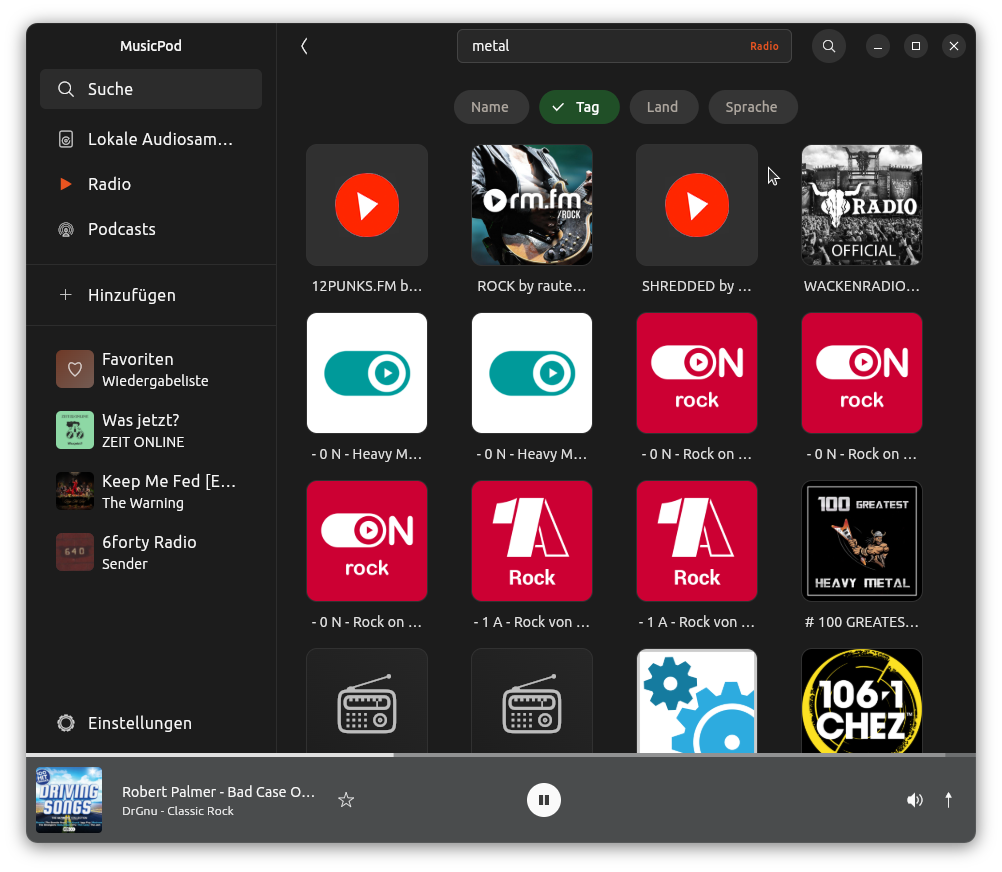 MusicPod
metal
Radio
Suche
Lokale Audiosam…
Radio
Podcasts
Hinzufügen
Favoriten
Wiedergabeliste
Was jetzt?
ZEIT ONLINE
Keep Me Fed [E…
The Warning
640
6forty Radio
Sender
Einstellungen
Name
Tag
Land
Sprache
rm.fm
/ROCK
RADIO
OFFICIAL
12PUNKS.FM b…
ROCK by raute…
SHREDDED by …
WACKENRADIO…
ON
rock
ON
rock
- 0 N - Heavy M…
- 0 N - Heavy M…
- 0 N - Rock on …
- 0 N - Rock on …
ON
rock
1A
Rock
1A
Rock
100 GREATEST
HEAVY METAL
- 0 N - Rock on …
- 1 A - Rock von …
- 1 A - Rock von …
# 100 GREATES…
106.1
CHEZ
DRIVING
SONGS
Robert Palmer - Bad Case O…
DrGnu - Classic Rock